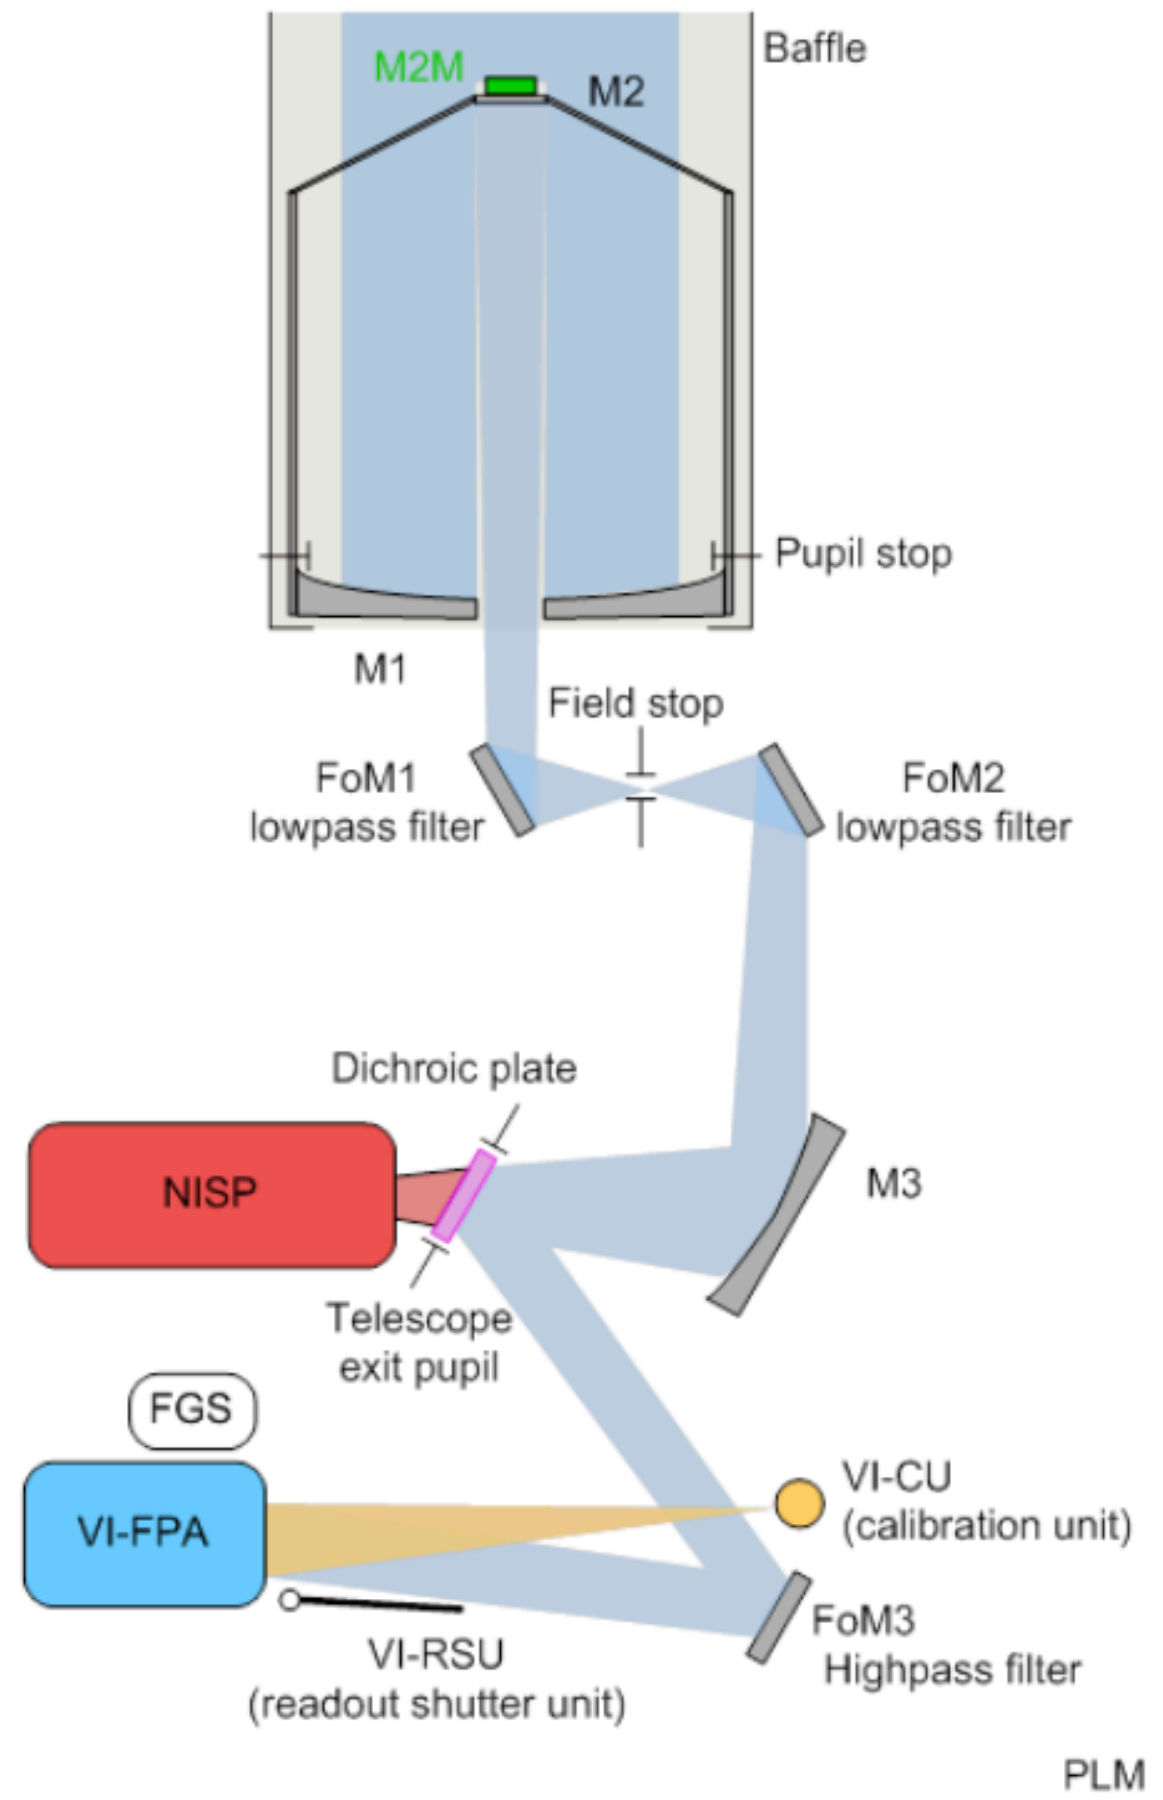 M2M
M2
Baffle
Pupil stop
M1
Field stop
FoM1
lowpass filter
FoM2
lowpass filter
Dichroic plate
NISP
M3
Telescope
exit pupil
FGS
VI-CU
(calibration unit)
VI-FPA
FoM3
Highpass filter
VI-RSU
(readout shutter unit)
PLM